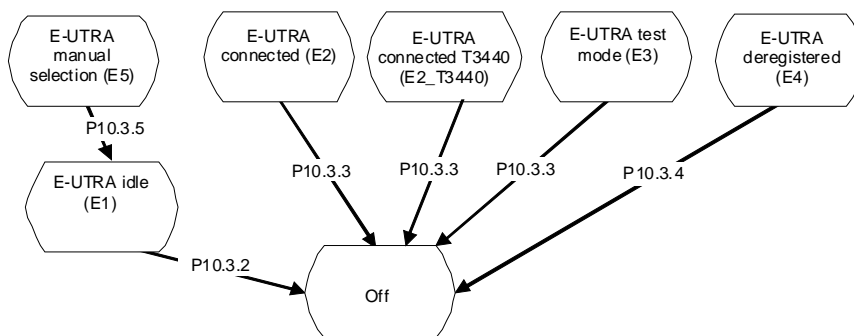 E-UTRA
manual
selection (E5)
E-UTRA
connected (E2)
E-UTRA
connected T3440
(E2_T3440)
E-UTRA test
mode (E3)
E-UTRA
deregistered
(E4)
P10.3.5
E-UTRA idle
(E1)
P10.3.3
P10.3.3
P10.3.3
P10.3.4
P10.3.2
Off